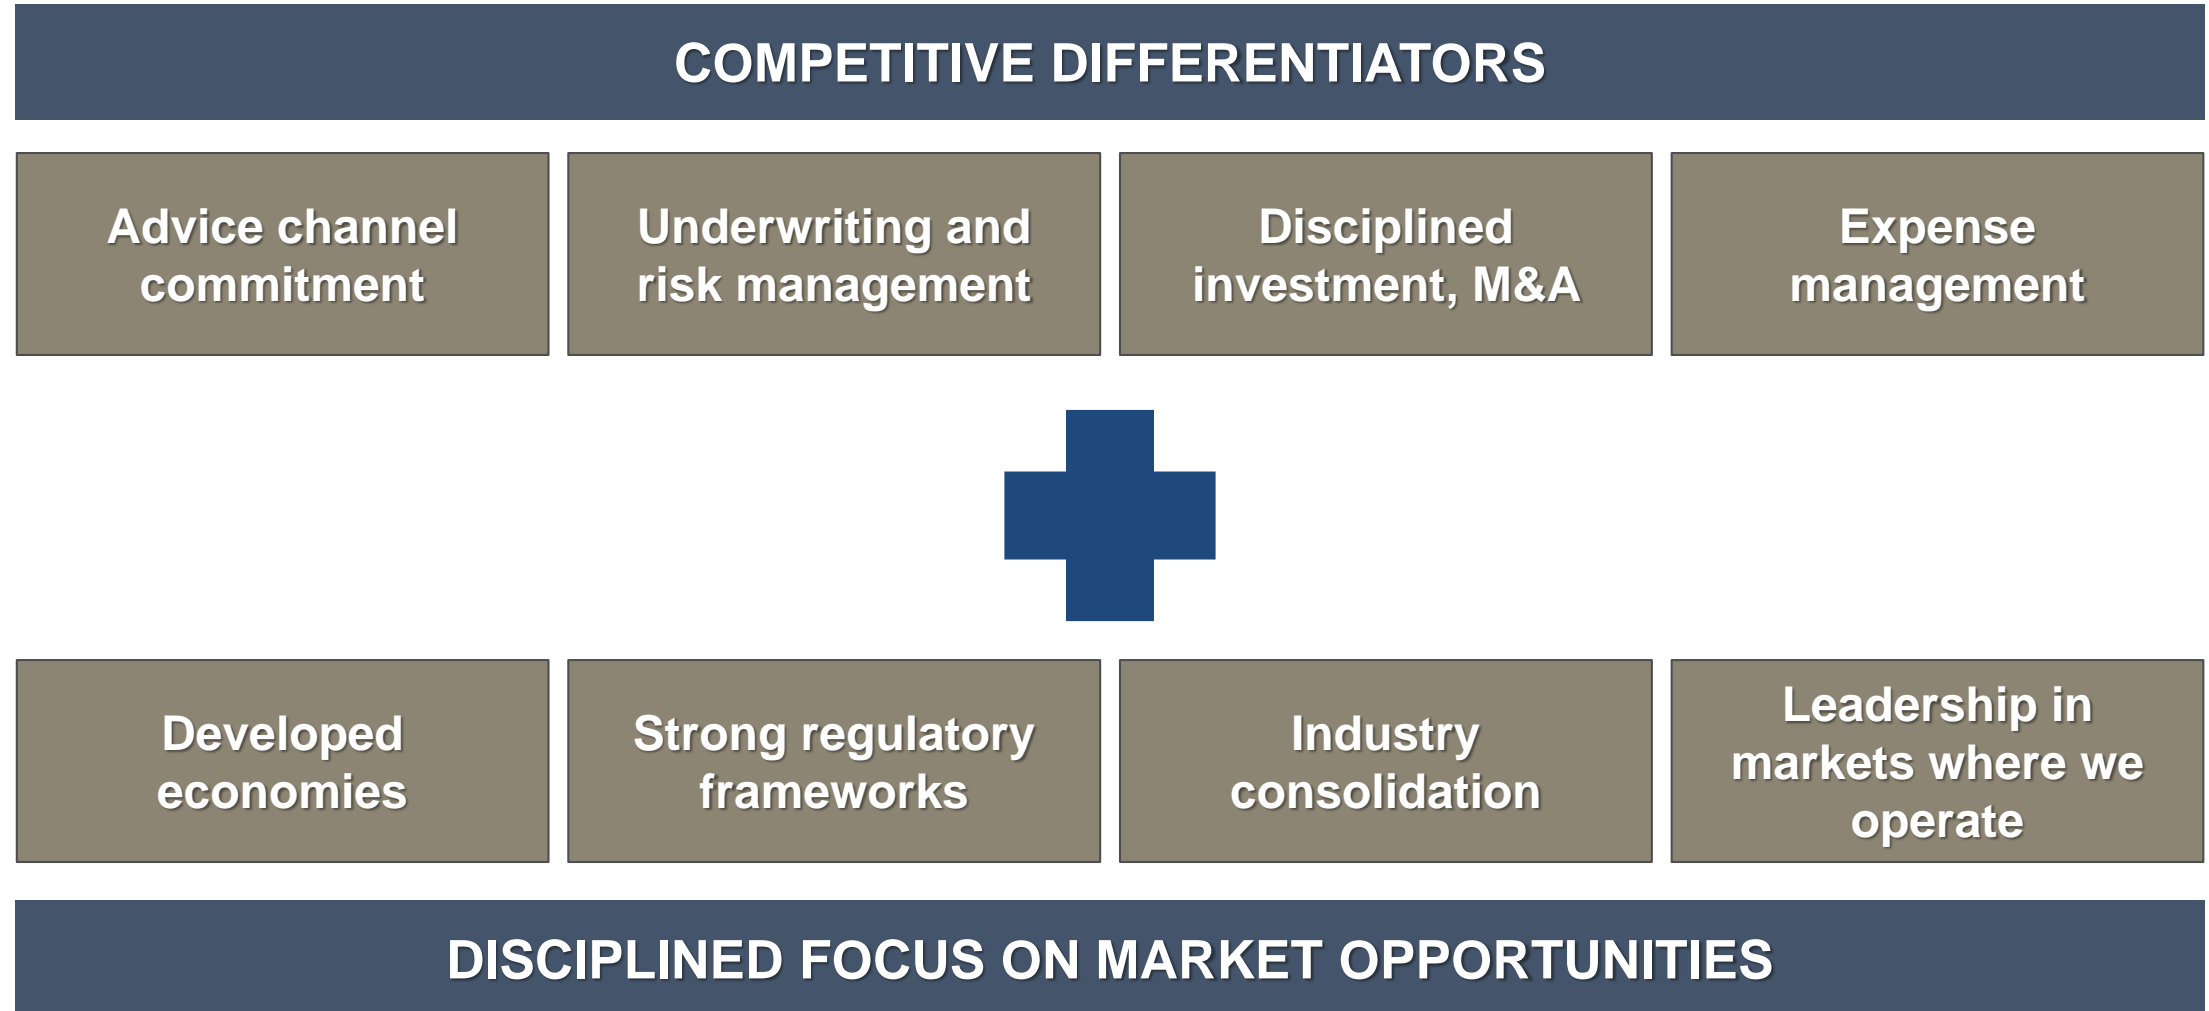 COMPETITIVE DIFFERENTIATORS
Advice channel
commitment
Underwriting and
risk management
Disciplined
investment, M&A
Expense
management
Developed
economies
Strong regulatory
frameworks
Industry
consolidation
Leadership in
markets where we
operate
DISCIPLINED FOCUS ON MARKET OPPORTUNITIES